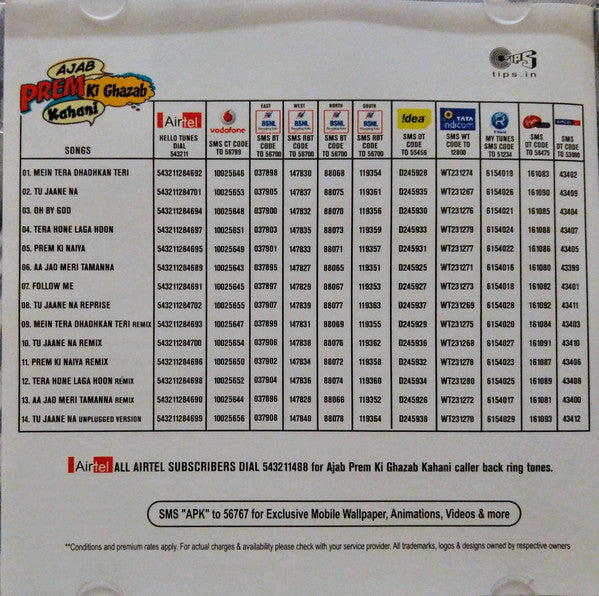 AJAB
PREM Ki Ghazab
Kahani
TIPS
tips.in
SONGS
Airtel HELLO TUNES DIAL 543211
vodafone SMS CT CODE TO 56789
EAST BSNL SMS BT CODE TO 56700
WEST BSNL SMS RBT CODE TO 56700
NORTH BSNL SMS BT CODE TO 56700
SOUTH BSNL SMS RBT CODE TO 56700
!dea SMS DT CODE TO 55456
TATA indicom SMS WT CODE TO 12800
MY TUNES SMS CODE TO 51234
SMS DT CODE TO 58475
SMS DT CODE TO 53000
01. MEIN TERA DHADHKAN TERI 543211284692 10025646 037898 147830 88068 119354 D245928 WT231274 6154019 161083 43402
02. TU JAANE NA 543211284701 10025653 037905 147837 88075 119361 D245935 WT231267 6154026 161090 43409
03. OH BY GOD 543211284694 10025648 037900 147832 88070 119356 D245930 WT231276 6154021 161085 43404
04. TERA HONE LAGA HOON 543211284697 10025651 037903 147835 88073 119359 D245933 WT231279 6154024 161088 43407
05. PREM KI NAIYA 543211284695 10025649 037901 147833 88071 119357 D245931 WT231277 6154022 161086 43405
06. AA JAO MERI TAMANNA 543211284689 10025643 037895 147827 88065 119351 D245925 WT231271 6154016 161080 43399
07. FOLLOW ME 543211284691 10025645 037897 147829 88067 119353 D245927 WT231273 6154018 161082 43401
08. TU JAANE NA REPRISE 543211284702 10025655 037907 147839 88077 119363 D245937 WT231269 6154028 161092 43411
09. MEIN TERA DHADHKAN TERI REMIX 543211284693 10025647 037899 147831 88069 119355 D245929 WT231275 6154020 161084 43403
10. TU JAANE NA REMIX 543211284700 10025654 037906 147838 88076 119362 D245936 WT231268 6154027 161091 43410
11. PREM KI NAIYA REMIX 543211284696 10025650 037902 147834 88072 119358 D245932 WT231278 6154023 161087 43406
12. TERA HONE LAGA HOON REMIX 543211284698 10025652 037904 147836 88074 119360 D245934 WT231280 6154025 161089 43408
13. AA JAO MERI TAMANNA REMIX 543211284690 10025644 037896 147828 88066 119352 D245926 WT231272 6154017 161081 43400
14. TU JAANE NA UNPLUGGED VERSION 543211284699 10025656 037908 147840 88078 119364 D245938 WT231270 6154029 161093 43412
Airtel ALL AIRTEL SUBSCRIBERS DIAL 543211488 for Ajab Prem Ki Ghazab Kahani caller back ring tones.
SMS "APK" to 56767 for Exclusive Mobile Wallpaper, Animations, Videos & more
**Conditions and premium rates apply. For actual charges & availability please check with your service provider. All trademarks, logos & designs owned by respective owners